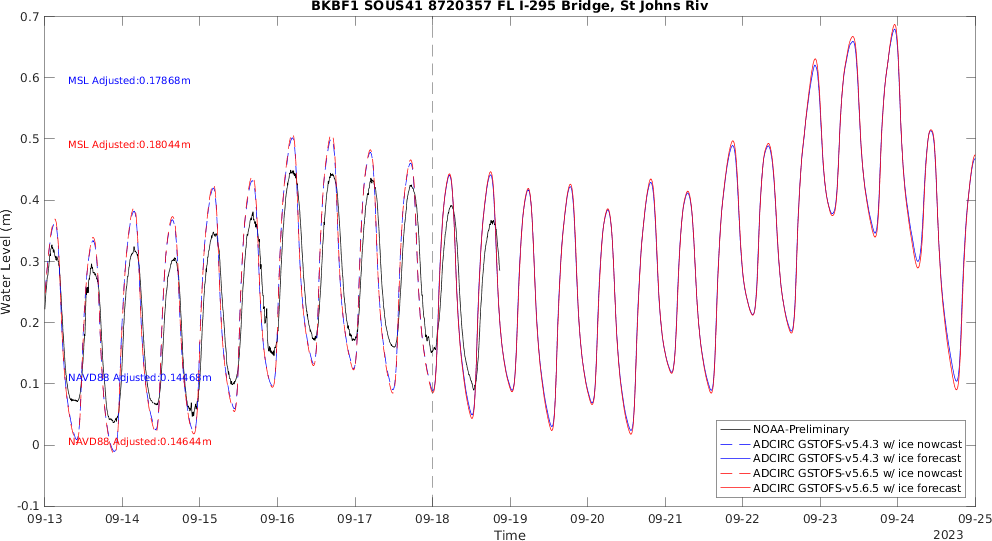 BKBF1 SOUS41 8720357 FL I-295 Bridge, St Johns Riv
0.7
0.6
0.5
0.4
0.3
0.2
0.1
0
-0.1
Water Level (m)
MSL Adjusted:0.17868m
MSL Adjusted:0.18044m
NAVD88 Adjusted:0.14468m
NAVD88 Adjusted:0.14644m
NOAA-Preliminary
ADCIRC GSTOFS-v5.4.3 w/ ice nowcast
ADCIRC GSTOFS-v5.4.3 w/ ice forecast
ADCIRC GSTOFS-v5.6.5 w/ ice nowcast
ADCIRC GSTOFS-v5.6.5 w/ ice forecast
09-13 09-14 09-15 09-16 09-17 09-18 09-19 09-20 09-21 09-22 09-23 09-24 09-25
Time
2023